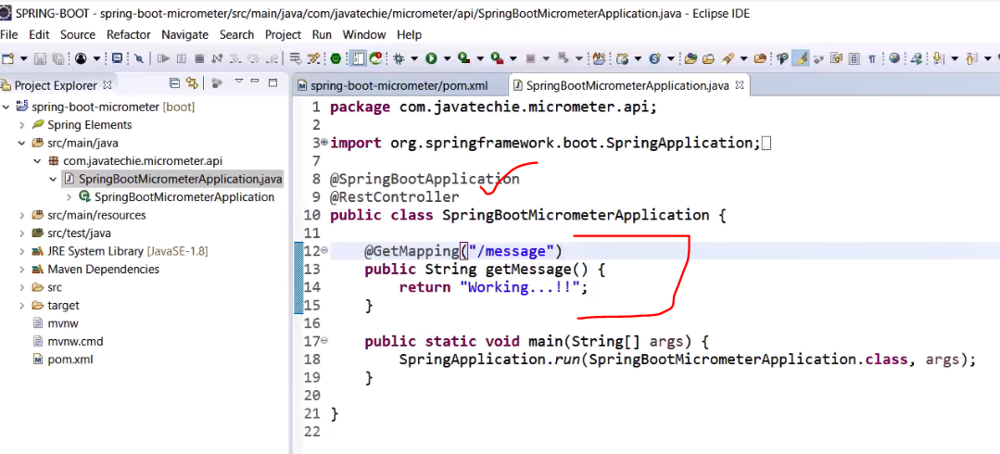 SPRING-BOOT - spring-boot-micrometer/src/main/java/com/javatechie/micrometer/api/SpringBootMicrometerApplication.java - Eclipse IDE
File Edit Source Refactor Navigate Search Project Run Window Help
Project Explorer
spring-boot-micrometer [boot]
Spring Elements
src/main/java
com.javatechie.micrometer.api
SpringBootMicrometerApplication.java
SpringBootMicrometerApplication
src/main/resources
src/test/java
JRE System Library [JavaSE-1.8]
Maven Dependencies
src
target
mvnw
mvnw.cmd
pom.xml
spring-boot-micrometer/pom.xml SpringBootMicrometerApplication.java
1 package com.javatechie.micrometer.api;
2
3 import org.springframework.boot.SpringApplication;
7
8 @SpringBootApplication
9 @RestController
10 public class SpringBootMicrometerApplication {
11
12 @GetMapping("/message")
13 public String getMessage() {
14 return "Working...!!";
15 }
16
17 public static void main(String[] args) {
18 SpringApplication.run(SpringBootMicrometerApplication.class, args);
19 }
20
21 }
22